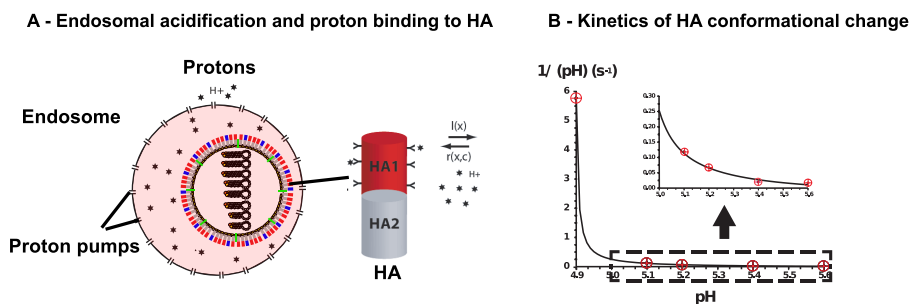 A - Endosomal acidification and proton binding to HA
B - Kinetics of HA conformational change
Protons
H+
Endosome
Proton pumps
HA1
HA2
HA
l(x)
r(x,c)
H+
1/ (pH) (s-1)
6
5
4
3
2
1
0
4.9
5.0
5.1
5.2
5.3
5.4
5.5
5.6
pH
0,30
0,25
0,20
0,15
0,10
0,05
0,00
5.0
5.1
5.2
5.3
5.4
5.5
5.6